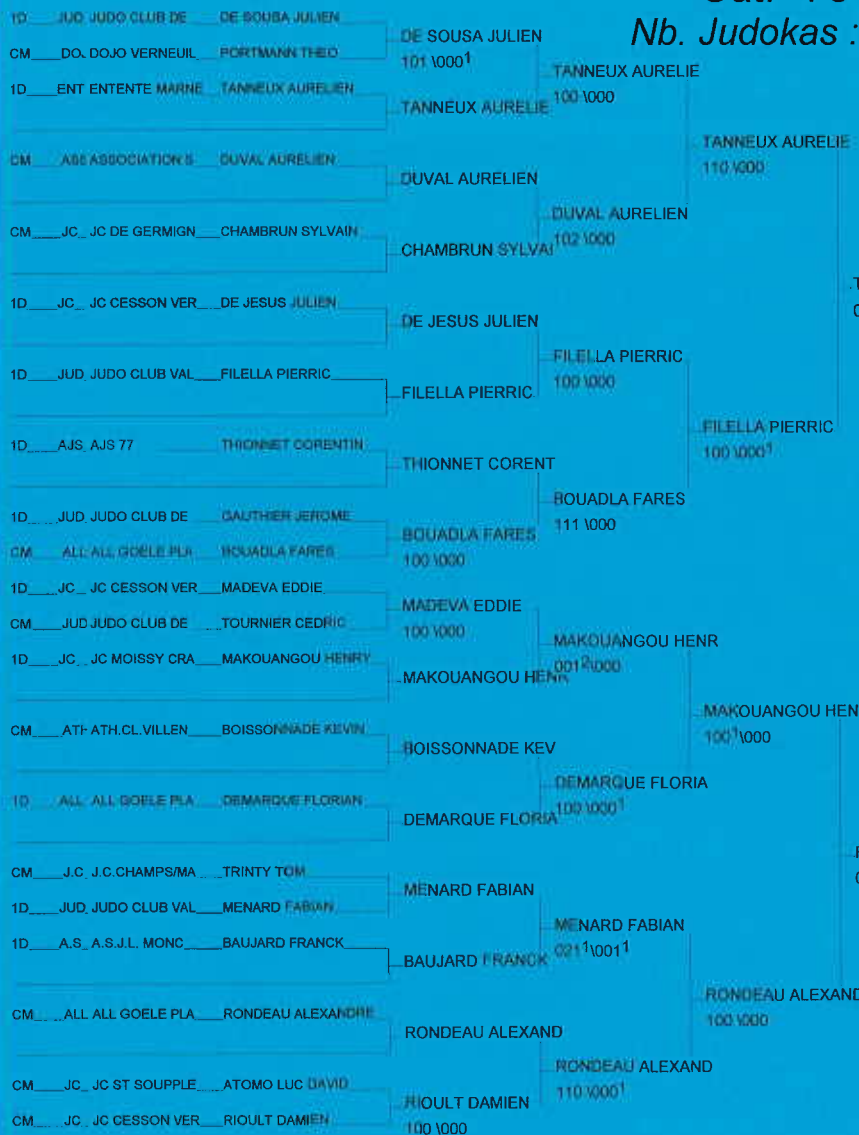 Nb. Judokas :
1D JUD JUDO CLUB DE DE SOUSA JULIEN
CM DOJ DOJO VERNEUIL PORTMANN THEO
DE SOUSA JULIEN
101 \000¹
1D ENT ENTENTE MARNE TANNEUX AURELIEN
TANNEUX AURELIE
TANNEUX AURELIE
100 \000
CM ASS ASSOCIATION S DUVAL AURELIEN
DUVAL AURELIEN
CM JC_ JC DE GERMIGN CHAMBRUN SYLVAIN
CHAMBRUN SYLVAI
DUVAL AURELIEN
102 \000
TANNEUX AURELIE
110 \000
1D JC_ JC CESSON VER DE JESUS JULIEN
DE JESUS JULIEN
1D JUD JUDO CLUB VAL FILELLA PIERRIC
FILELLA PIERRIC
FILELLA PIERRIC
100 \000
1D AJS AJS 77 THIONNET CORENTIN
THIONNET CORENT
1D JUD JUDO CLUB DE GAUTHIER JEROME
CM ALL ALL GOELE PLA BOUADLA FARES
BOUADLA FARES
100 \000
BOUADLA FARES
111 \000
FILELLA PIERRIC
100 \000¹
1D JC_ JC CESSON VER MADEVA EDDIE
CM JUD JUDO CLUB DE TOURNIER CEDRIC
MADEVA EDDIE
100 \000
1D JC_ JC MOISSY CRA MAKOUANGOU HENRY
MAKOUANGOU HENR
MAKOUANGOU HENR
001²\000
CM ATH ATH.CL.VILLEN BOISSONNADE KEVIN
BOISSONNADE KEV
1D ALL ALL GOELE PLA DEMARQUE FLORIAN
DEMARQUE FLORIA
DEMARQUE FLORIA
100 \000¹
MAKOUANGOU HEN
100¹\000
CM J.C J.C.CHAMPS/MA TRINTY TOM
1D JUD JUDO CLUB VAL MENARD FABIAN
MENARD FABIAN
1D A.S_ A.S.J.L. MONC BAUJARD FRANCK
BAUJARD FRANCK
MENARD FABIAN
021¹\001¹
CM ALL ALL GOELE PLA RONDEAU ALEXANDRE
RONDEAU ALEXAND
CM JC_ JC ST SOUPPLE ATOMO LUC DAVID
CM JC_ JC CESSON VER RIOULT DAMIEN
RIOULT DAMIEN
100 \000
RONDEAU ALEXAND
110 \000¹
RONDEAU ALEXAND
100 \000